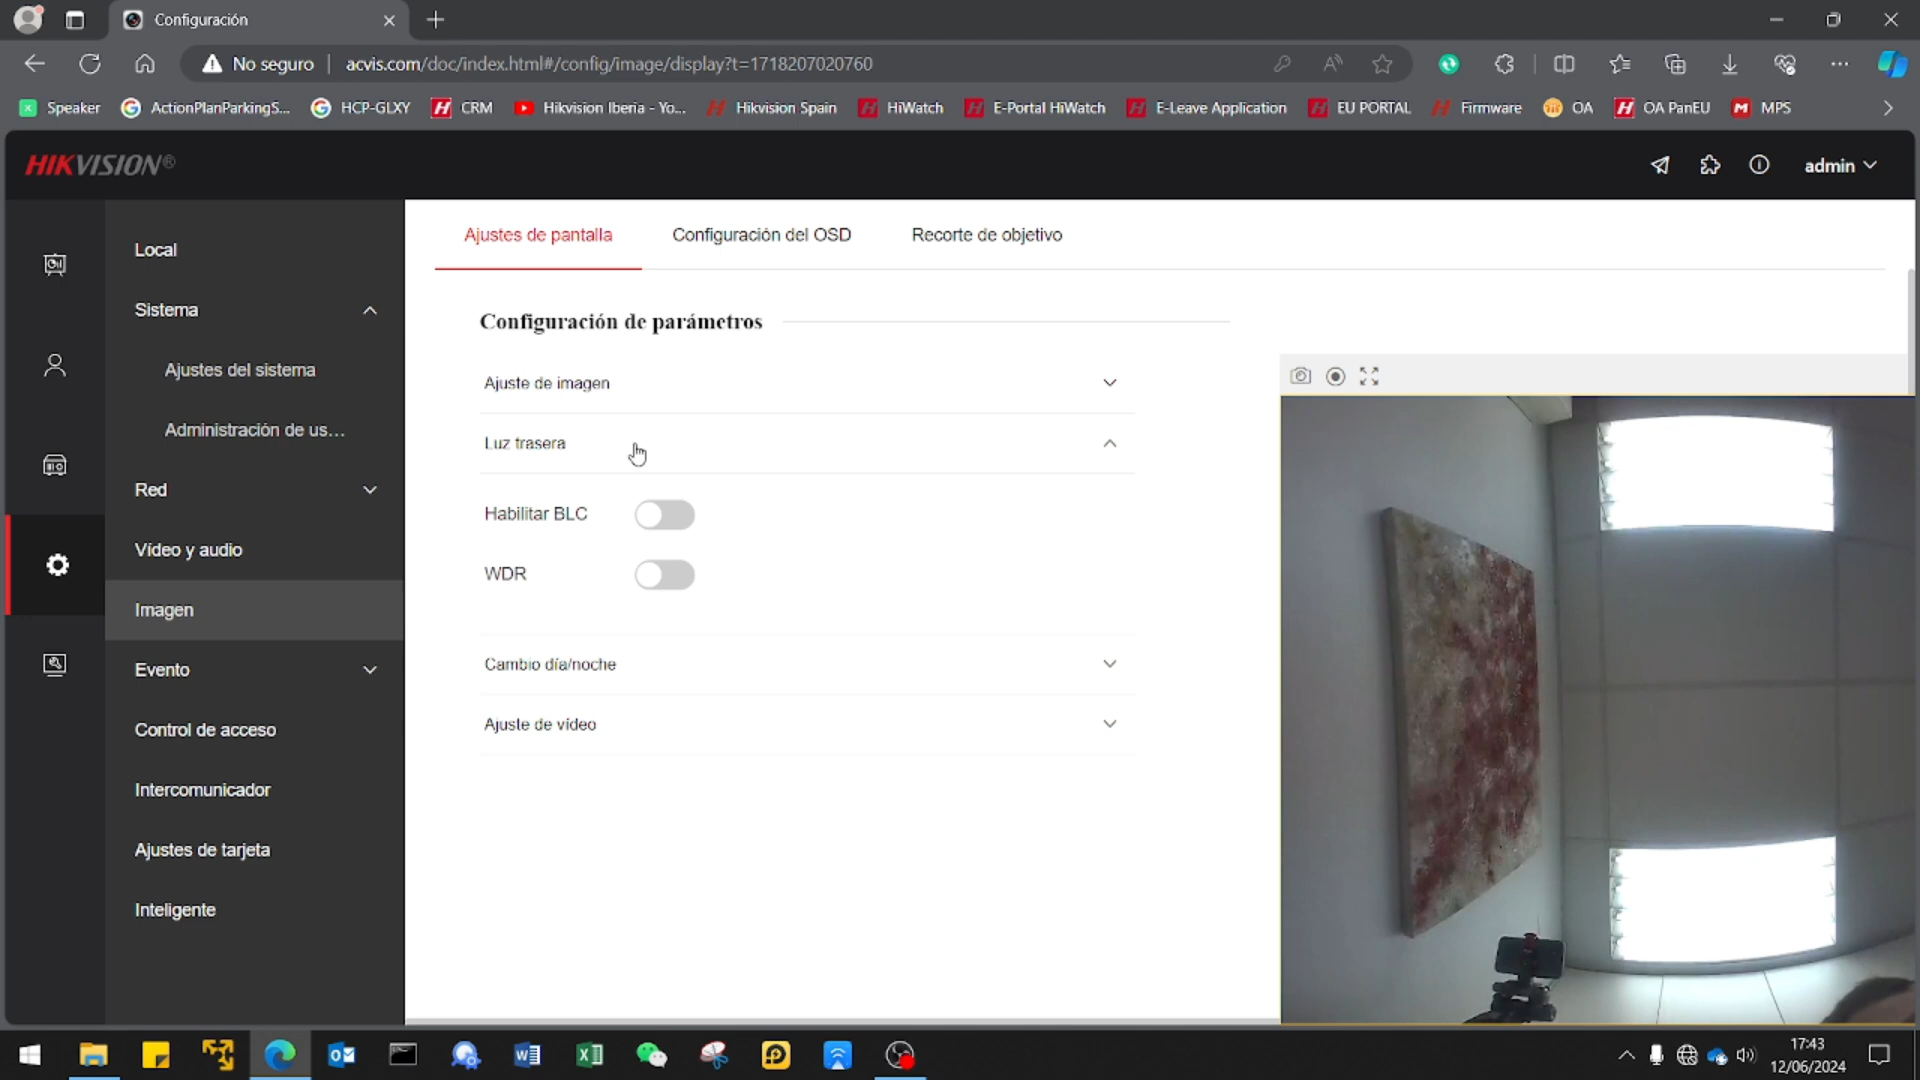 Configuración
No seguro
acvis.com/doc/index.html#/config/image/display?t=1718207020760
Speaker
ActionPlanParkingS...
HCP-GLXY
CRM
Hikvision Iberia - Yo...
Hikvision Spain
HiWatch
E-Portal HiWatch
E-Leave Application
EU PORTAL
Firmware
OA
OA PanEU
MPS
HIKVISION®
admin
Local
Sistema
Ajustes del sistema
Administración de us...
Red
Vídeo y audio
Imagen
Evento
Control de acceso
Intercomunicador
Ajustes de tarjeta
Inteligente
Ajustes de pantalla
Configuración del OSD
Recorte de objetivo
Configuración de parámetros
Ajuste de imagen
Luz trasera
Habilitar BLC
WDR
Cambio día/noche
Ajuste de vídeo
17:43
12/06/2024